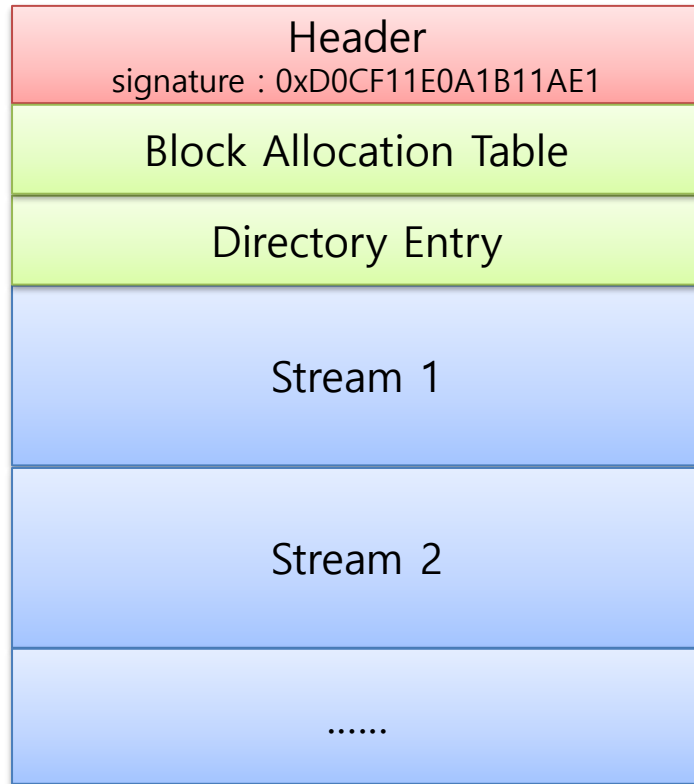 Header
signature : 0xD0CF11E0A1B11AE1
Block Allocation Table
Directory Entry
Stream 1
Stream 2
......